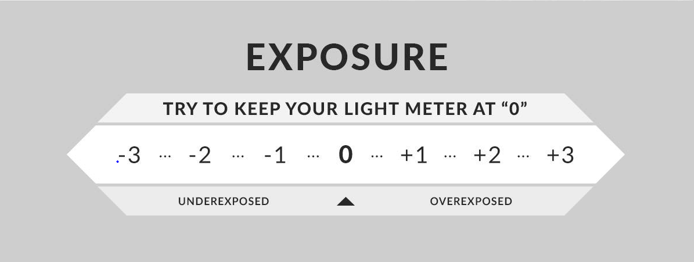 EXPOSURE
TRY TO KEEP YOUR LIGHT METER AT “0”
-3 ... -2 ... -1 ... 0 ... +1 ... +2 ... +3
UNDEREXPOSED OVEREXPOSED